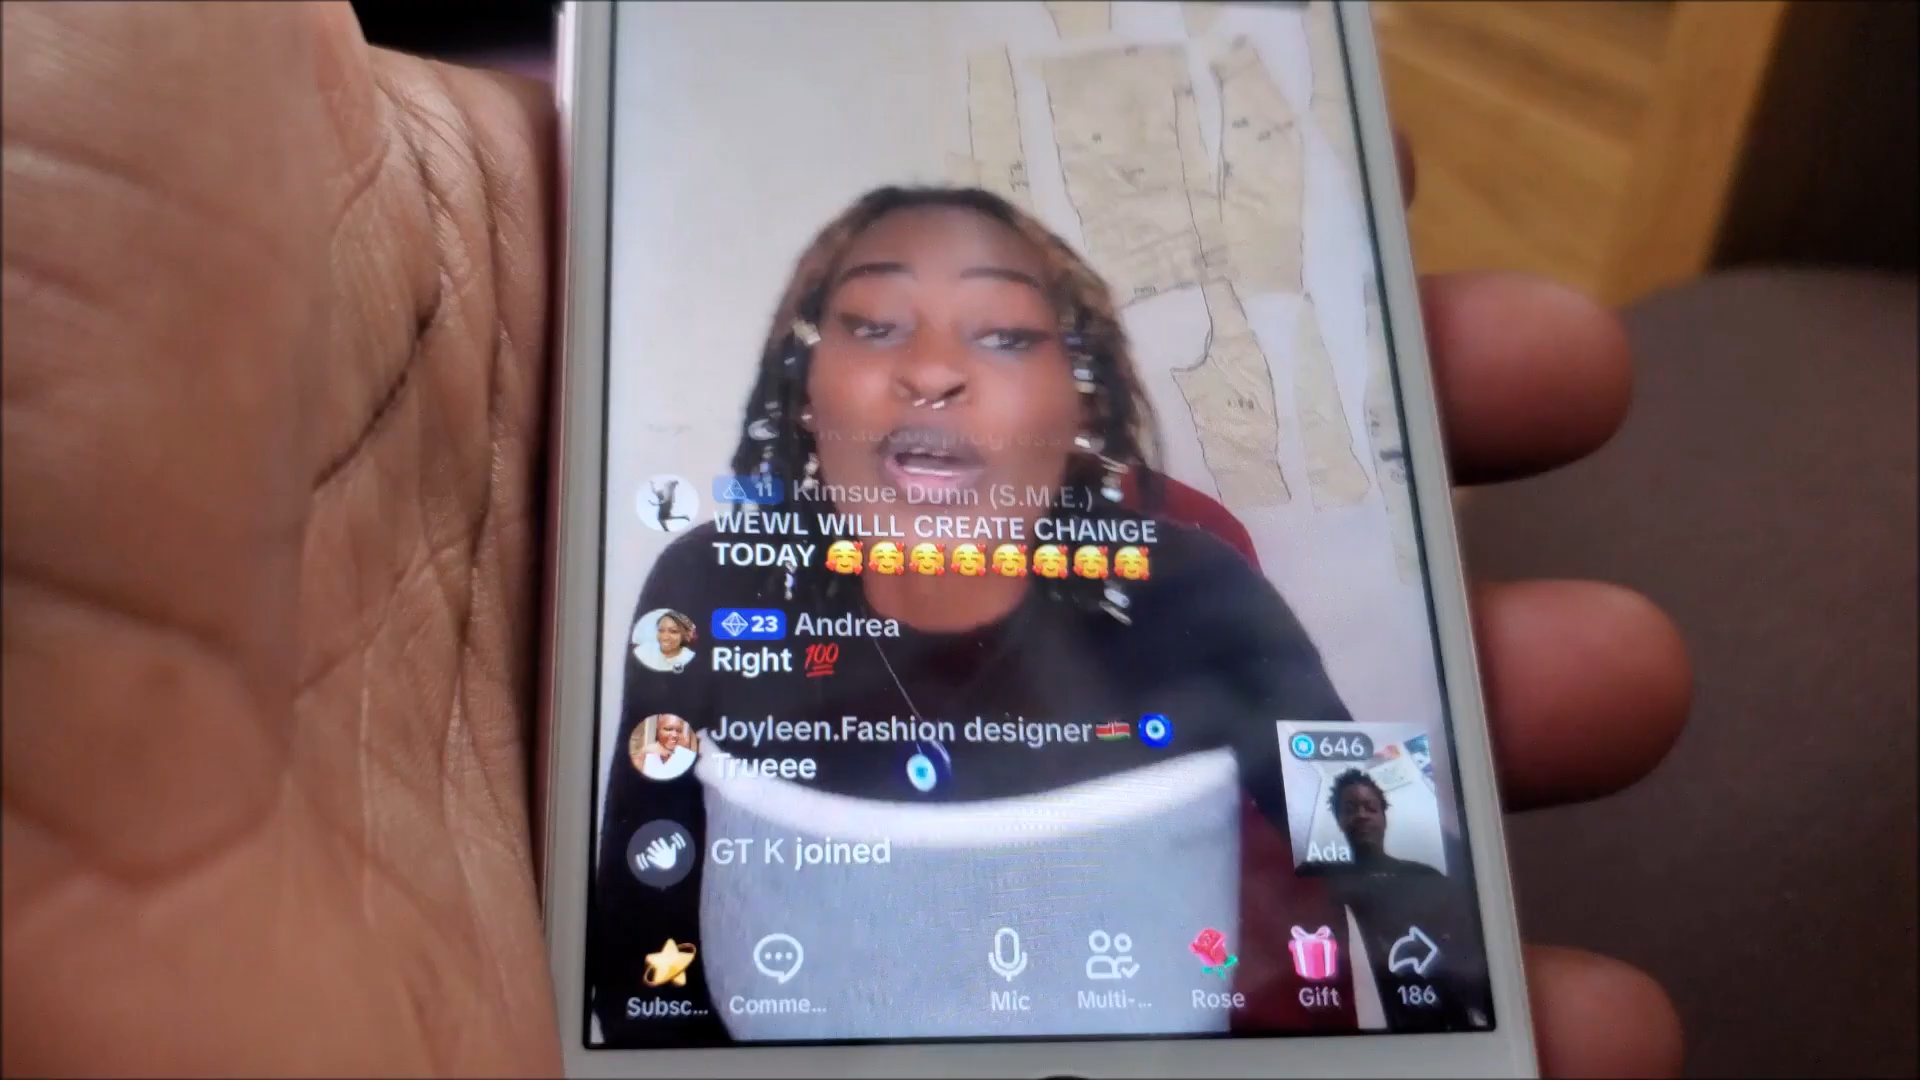 11 Kimsue Dunn (S.M.E.)
WEWL WILLL CREATE CHANGE
TODAY 🥰🥰🥰🥰🥰🥰🥰🥰
23 Andrea
Right 💯
Joyleen.Fashion designer🇰🇪🧿
Trueee
GT K joined
646
Ada
Subsc...
Comme...
Mic
Multi-...
Rose
Gift
186